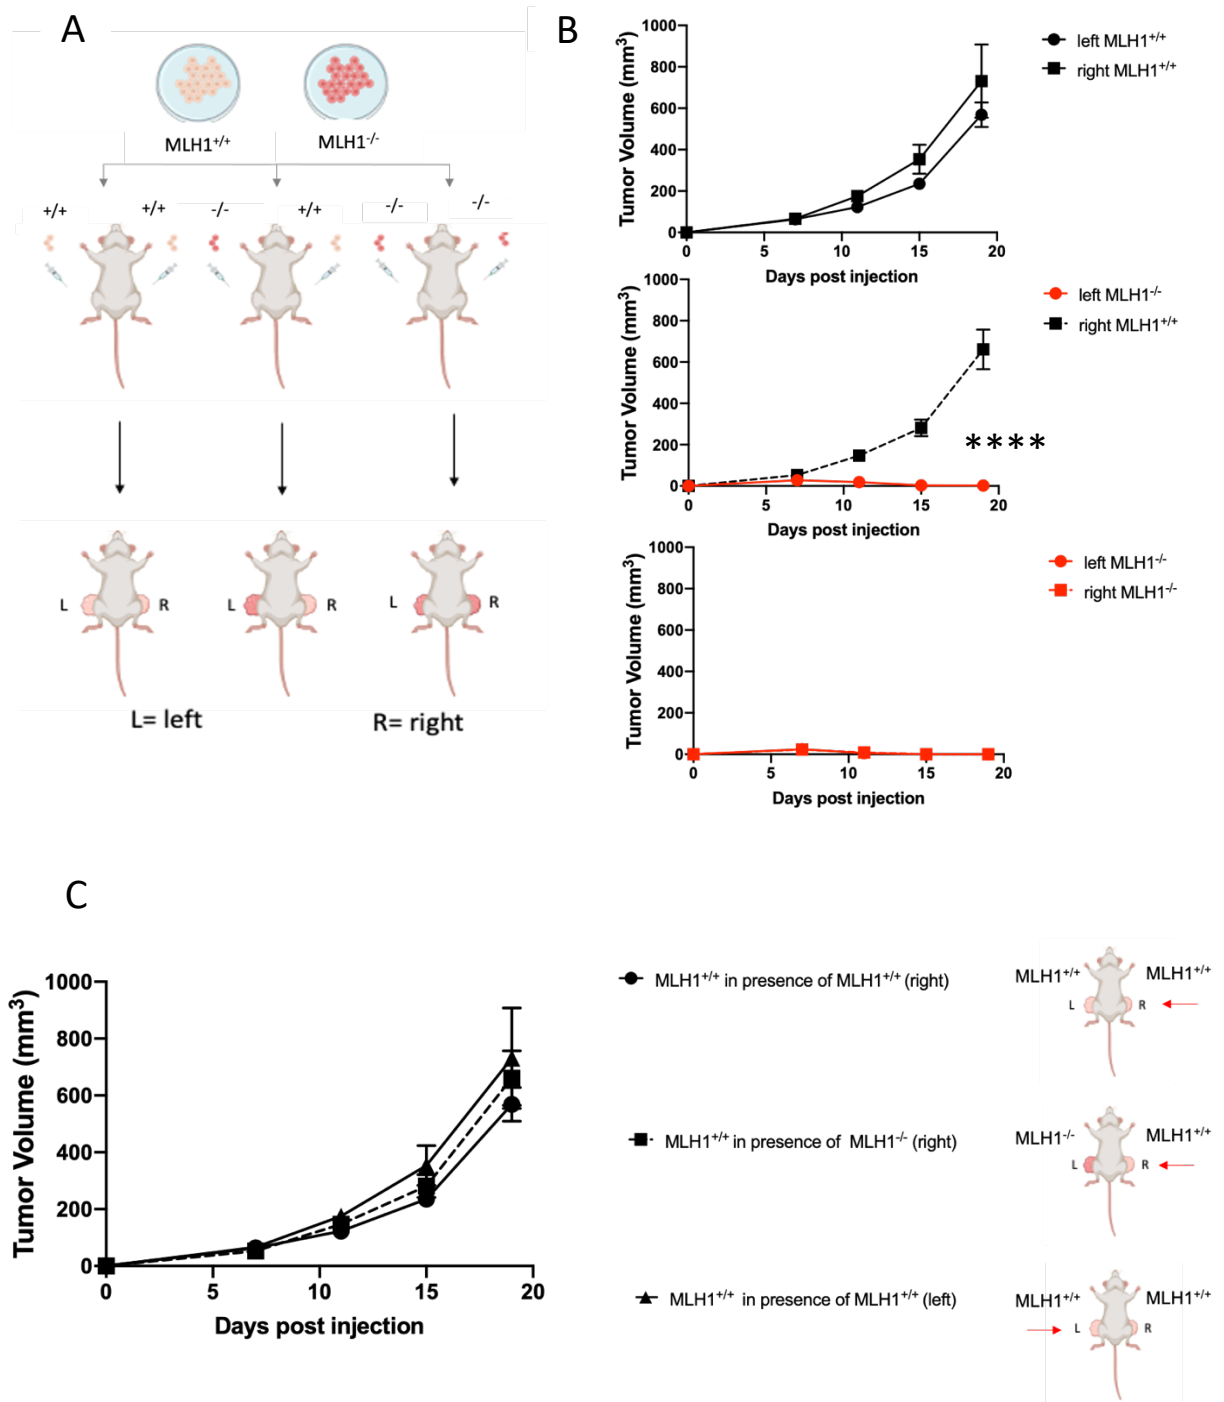 A
MLH1+/+
MLH1-/-
+/+
+/+
-/-
+/+
-/-
-/-
L
R
L
R
L
R
L= left
R= right
B
Tumor Volume (mm3)
1000
800
600
400
200
0
0
5
10
15
20
Days post injection
left MLH1+/+
right MLH1+/+
Tumor Volume (mm3)
1000
800
600
400
200
0
0
5
10
15
20
Days post injection
left MLH1-/-
right MLH1+/+
****
Tumor Volume (mm3)
1000
800
600
400
200
0
0
5
10
15
20
Days post injection
left MLH1-/-
right MLH1-/-
C
Tumor Volume (mm3)
1000
800
600
400
200
0
0
5
10
15
20
Days post injection
MLH1+/+ in presence of MLH1+/+ (right)
MLH1+/+
MLH1+/+
L
R
MLH1+/+ in presence of MLH1-/- (right)
MLH1-/-
MLH1+/+
L
R
MLH1+/+ in presence of MLH1+/+ (left)
MLH1+/+
MLH1+/+
L
R